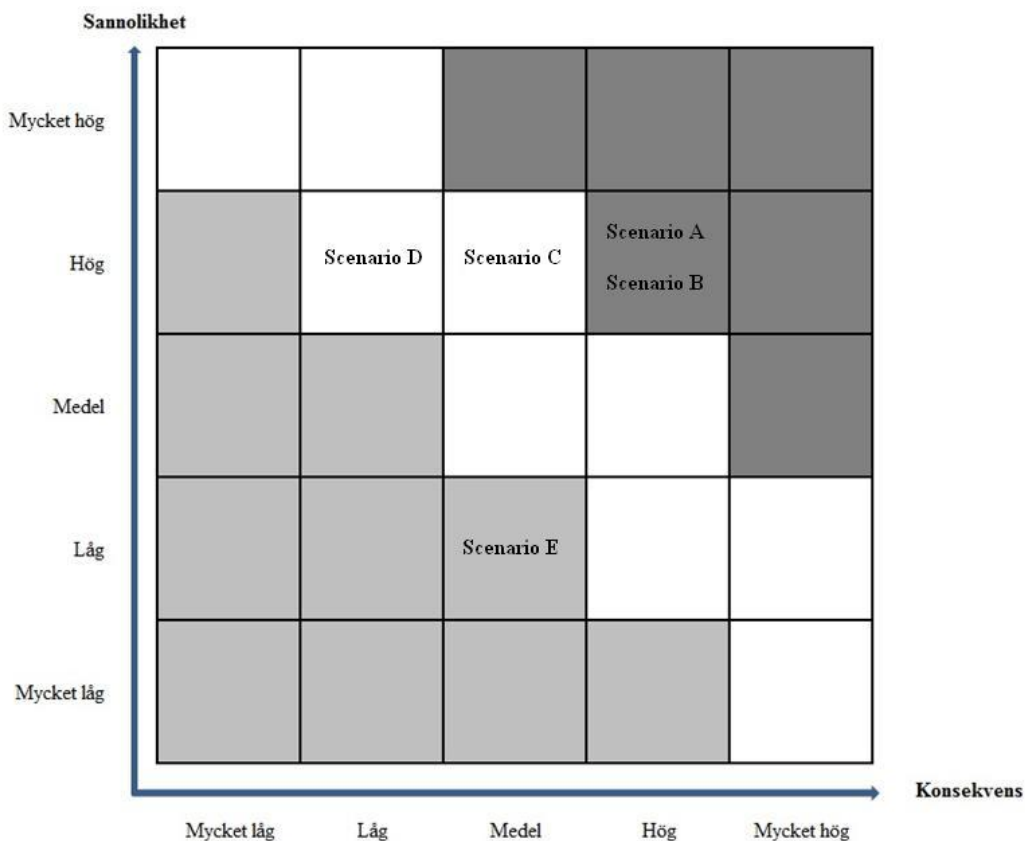 Sannolikhet
Mycket hög
Hög
Scenario D
Scenario C
Scenario A
Scenario B
Medel
Låg
Scenario E
Mycket låg
Konsekvens
Mycket låg
Låg
Medel
Hög
Mycket hög